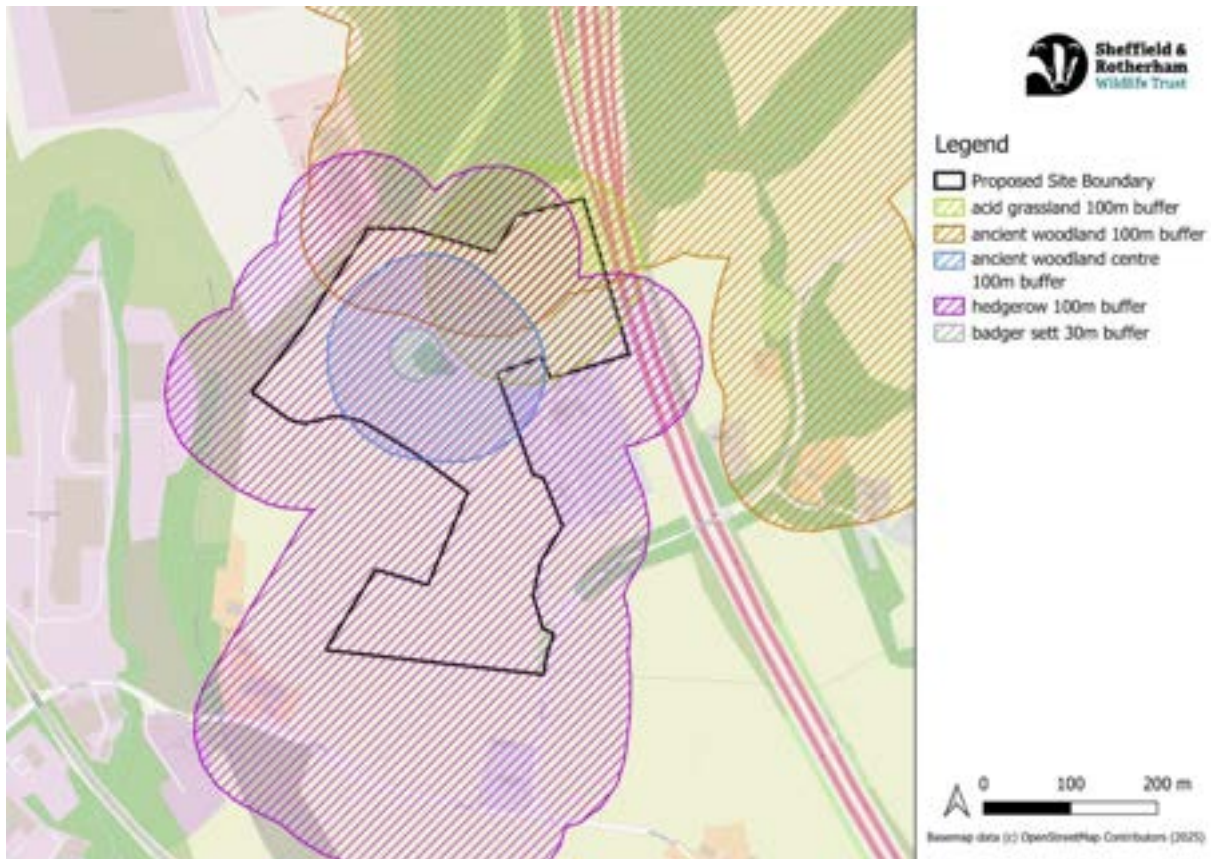 Sheffield &
Rotherham
Wildlife Trust
Legend
Proposed Site Boundary
acid grassland 100m buffer
ancient woodland 100m buffer
ancient woodland centre
100m buffer
hedgerow 100m buffer
badger sett 30m buffer
0 100 200 m
Basemap data (c) OpenStreetMap Contributors (2025)